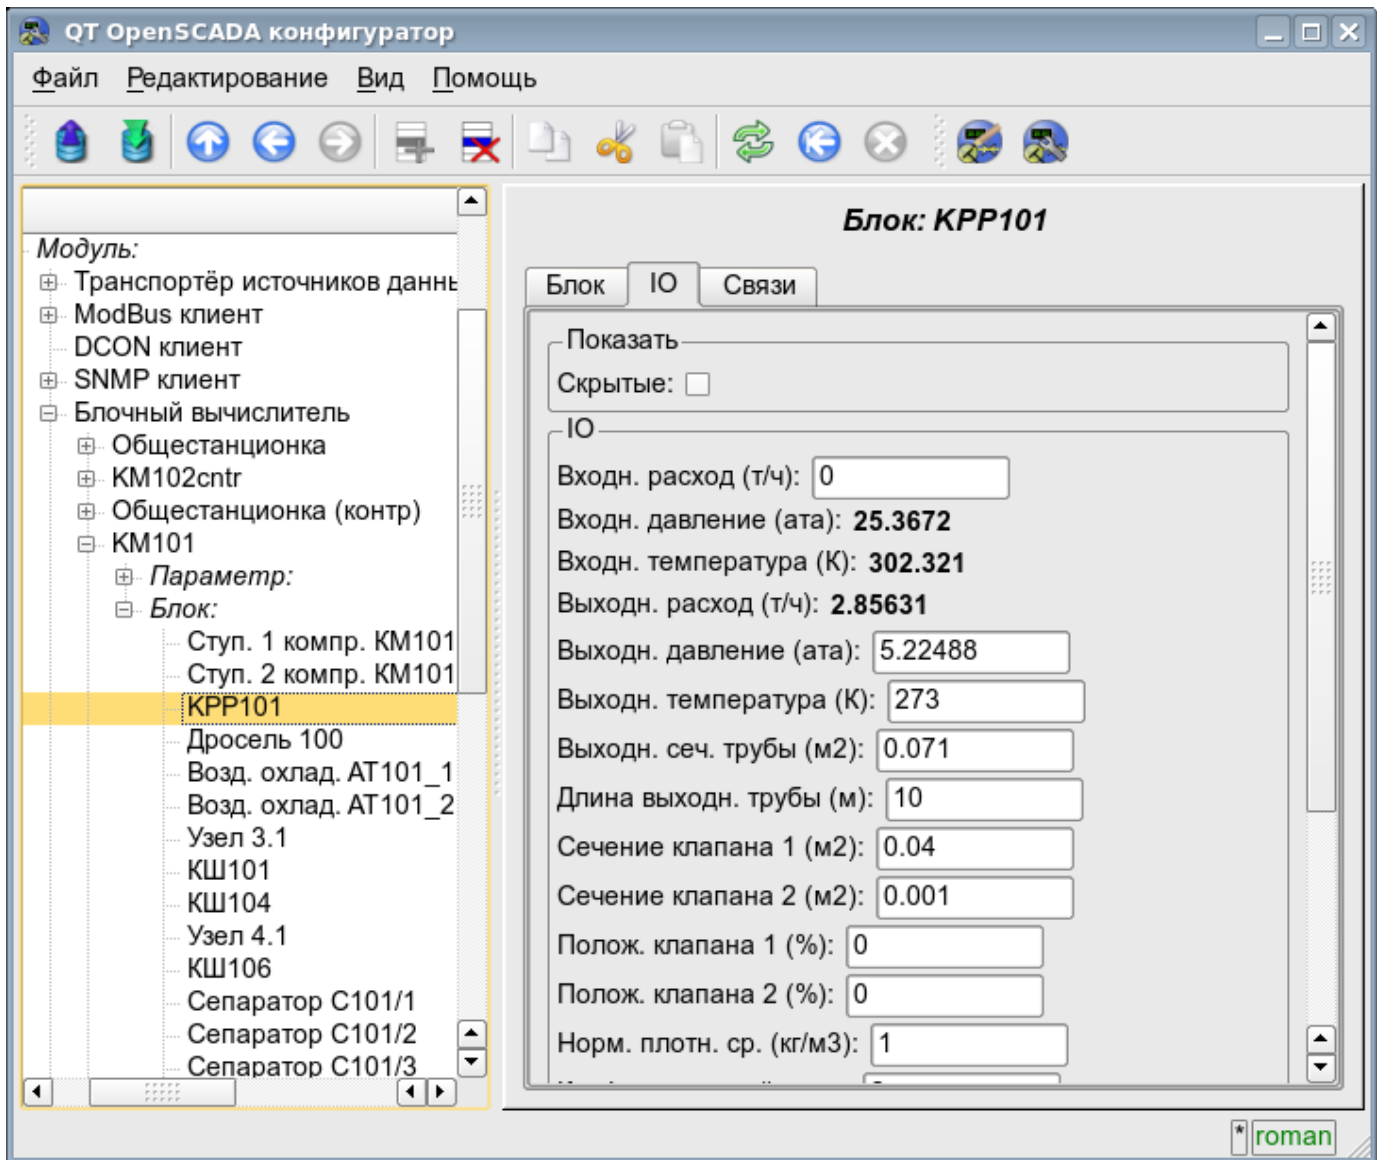 QT OpenSCADA конфигуратор
Файл Редактирование Вид Помощь
Модуль:
Транспортёр источников данны
ModBus клиент
DCON клиент
SNMP клиент
Блочный вычислитель
Общестанционка
KM102cntr
Общестанционка (контр)
KM101
Параметр:
Блок:
Ступ. 1 компр. KM101
Ступ. 2 компр. KM101
KPP101
Дросель 100
Возд. охлад. AT101_1
Возд. охлад. AT101_2
Узел 3.1
КШ101
КШ104
Узел 4.1
КШ106
Сепаратор С101/1
Сепаратор С101/2
Сепаратор С101/3
Блок: KPP101
Блок IO Связи
Показать
Скрытые:
IO
Входн. расход (т/ч): 0
Входн. давление (ата): 25.3672
Входн. температура (К): 302.321
Выходн. расход (т/ч): 2.85631
Выходн. давление (ата): 5.22488
Выходн. температура (К): 273
Выходн. сеч. трубы (м2): 0.071
Длина выходн. трубы (м): 10
Сечение клапана 1 (м2): 0.04
Сечение клапана 2 (м2): 0.001
Полож. клапана 1 (%): 0
Полож. клапана 2 (%): 0
Норм. плотн. ср. (кг/м3): 1
* roman